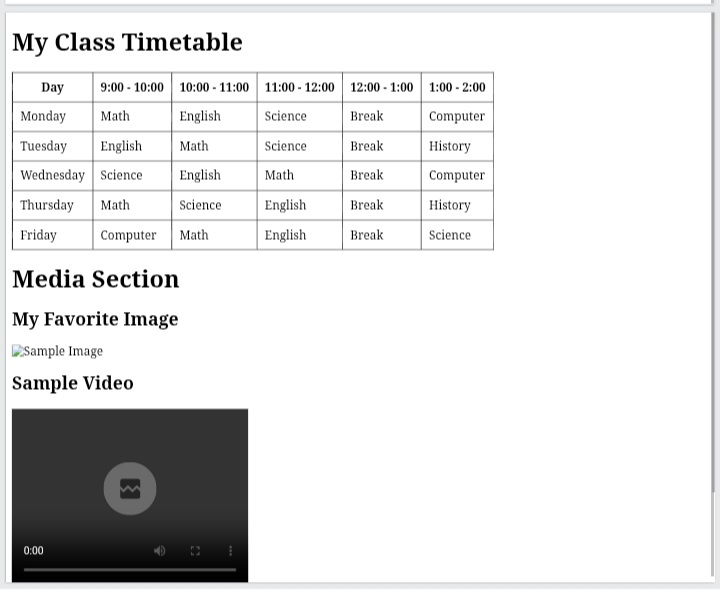 My Class Timetable
Day 9:00 - 10:00 10:00 - 11:00 11:00 - 12:00 12:00 - 1:00 1:00 - 2:00
Monday Math English Science Break Computer
Tuesday English Math Science Break History
Wednesday Science English Math Break Computer
Thursday Math Science English Break History
Friday Computer Math English Break Science
Media Section
My Favorite Image
Sample Image
Sample Video
0:00